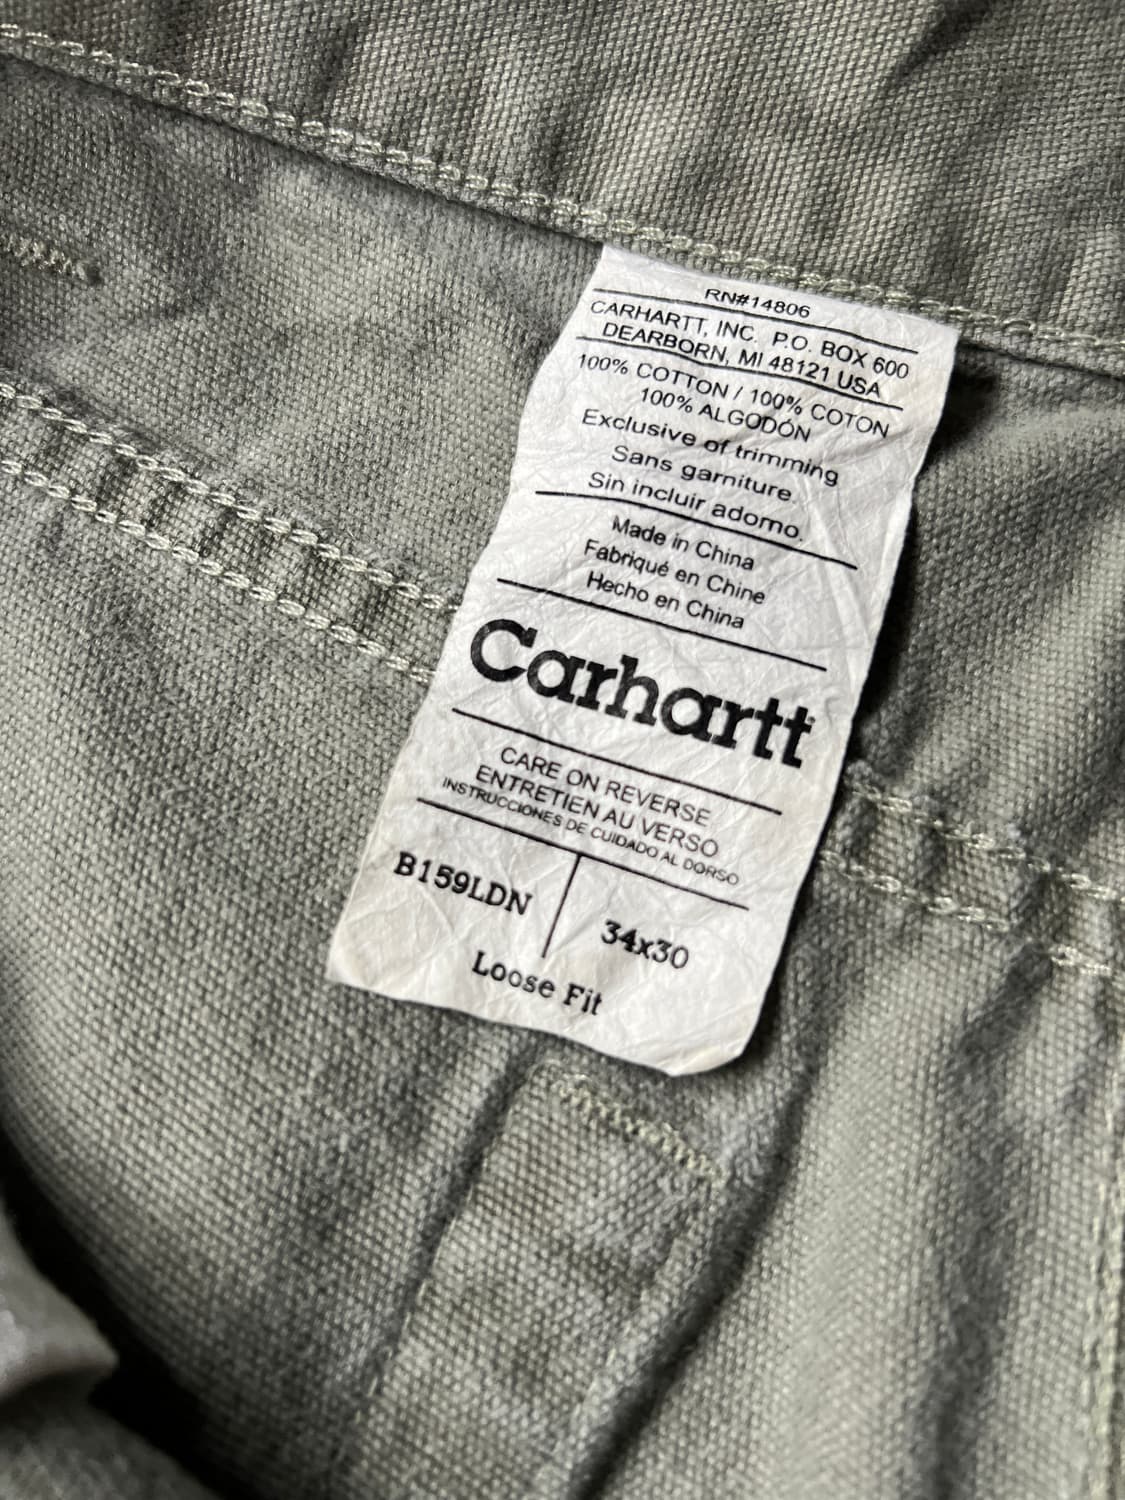 RN#14806
CARHARTT, INC. P.O. BOX 600
DEARBORN, MI 48121 USA
100% COTTON / 100% COTON
100% ALGODÓN
Exclusive of trimming
Sans garniture.
Sin incluir adorno.
Made in China
Fabriqué en Chine
Hecho en China
Carhartt
CARE ON REVERSE
ENTRETIEN AU VERSO
INSTRUCCIONES DE CUIDADO AL DORSO
B159LDN
34x30
Loose Fit